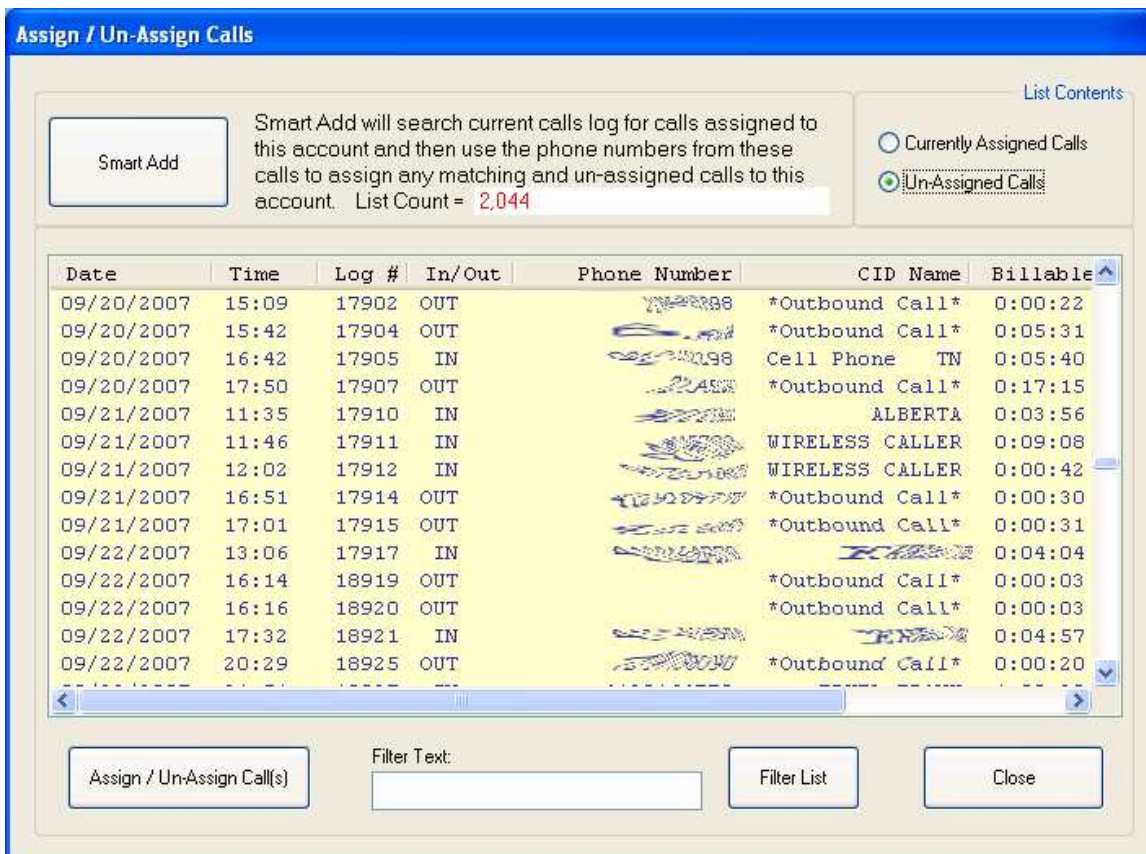 Assign / Un-Assign Calls
List Contents
Smart Add
Smart Add will search current calls log for calls assigned to
this account and then use the phone numbers from these
calls to assign any matching and un-assigned calls to this
account. List Count = 2,044
Currently Assigned Calls
Un-Assigned Calls
Date Time Log # In/Out Phone Number CID Name Billable
09/20/2007 15:09 17902 OUT *Outbound Call* 0:00:22
09/20/2007 15:42 17904 OUT *Outbound Call* 0:05:31
09/20/2007 16:42 17905 IN Cell Phone TN 0:05:40
09/20/2007 17:50 17907 OUT *Outbound Call* 0:17:15
09/21/2007 11:35 17910 IN ALBERTA 0:03:56
09/21/2007 11:46 17911 IN WIRELESS CALLER 0:09:08
09/21/2007 12:02 17912 IN WIRELESS CALLER 0:00:42
09/21/2007 16:51 17914 OUT *Outbound Call* 0:00:30
09/21/2007 17:01 17915 OUT *Outbound Call* 0:00:31
09/22/2007 13:06 17917 IN 0:04:04
09/22/2007 16:14 18919 OUT *Outbound Call* 0:00:03
09/22/2007 16:16 18920 OUT *Outbound Call* 0:00:03
09/22/2007 17:32 18921 IN 0:04:57
09/22/2007 20:29 18925 OUT *Outbound Call* 0:00:20
Assign / Un-Assign Call(s)
Filter Text:
Filter List
Close